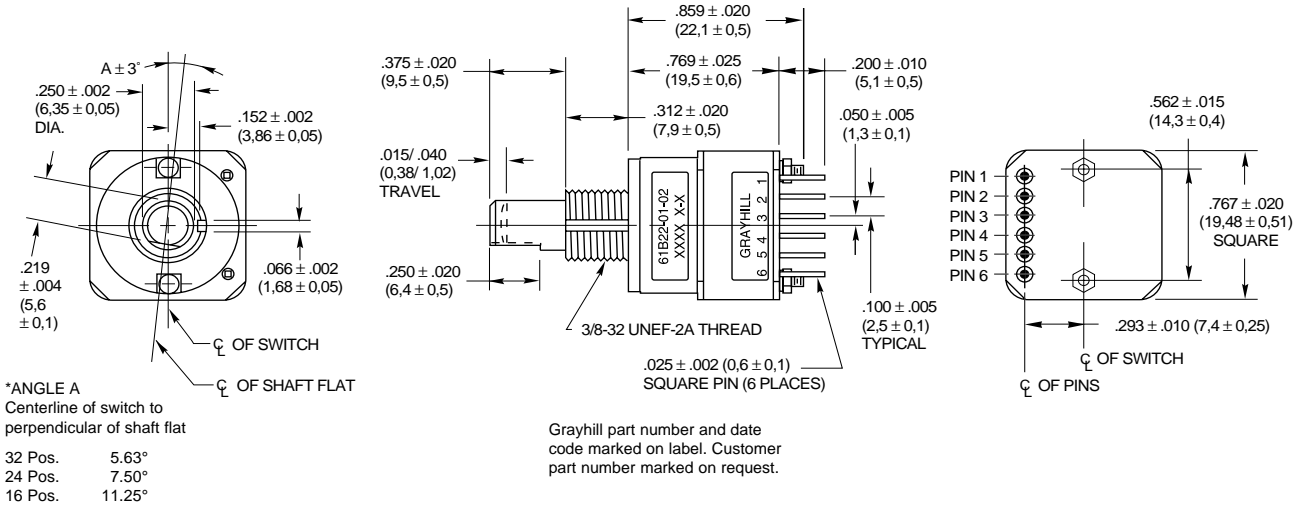 A ± 3°
.250 ± .002
(6,35 ± 0,05)
DIA.
.152 ± .002
(3,86 ± 0,05)
.219
± .004
(5,6
± 0,1)
.066 ± .002
(1,68 ± 0,05)
℄ OF SWITCH
℄ OF SHAFT FLAT
*ANGLE A
Centerline of switch to
perpendicular of shaft flat
32 Pos. 5.63°
24 Pos. 7.50°
16 Pos. 11.25°
.859 ± .020
(22,1 ± 0,5)
.375 ± .020
(9,5 ± 0,5)
.769 ± .025
(19,5 ± 0,6)
.200 ± .010
(5,1 ± 0,5)
.312 ± .020
(7,9 ± 0,5)
.050 ± .005
(1,3 ± 0,1)
.015/ .040
(0,38/ 1,02)
TRAVEL
61B22-01-02
XXXX X-X
GRAYHILL
1
2
3
4
5
6
.250 ± .020
(6,4 ± 0,5)
3/8-32 UNEF-2A THREAD
.100 ± .005
(2,5 ± 0,1)
TYPICAL
.025 ± .002 (0,6 ± 0,1)
SQUARE PIN (6 PLACES)
Grayhill part number and date
code marked on label. Customer
part number marked on request.
.562 ± .015
(14,3 ± 0,4)
PIN 1
PIN 2
PIN 3
PIN 4
PIN 5
PIN 6
.767 ± .020
(19,48 ± 0,51)
SQUARE
.293 ± .010 (7,4 ± 0,25)
℄ OF SWITCH
℄ OF PINS